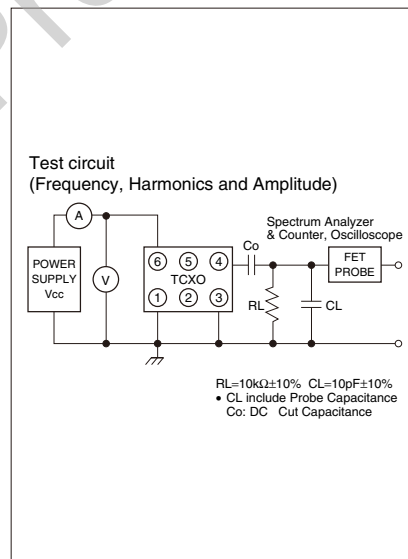 Test circuit
(Frequency, Harmonics and Amplitude)
A
Spectrum Analyzer
& Counter, Oscilloscope
Co
POWER
SUPPLY
Vcc
V
6 5 4
TCXO
1 2 3
RL
CL
FET
PROBE
RL=10kΩ±10% CL=10pF±10%
• CL include Probe Capacitance
Co: DC Cut Capacitance